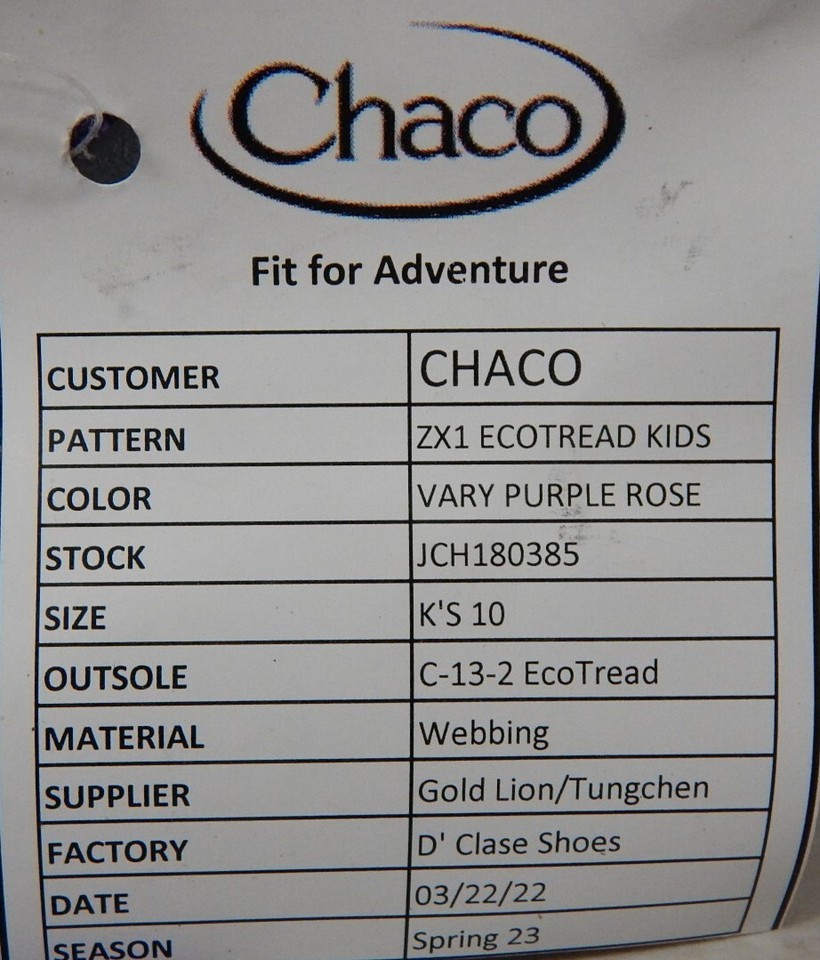 Chaco
Fit for Adventure
CUSTOMER CHACO
PATTERN ZX1 ECOTREAD KIDS
COLOR VARY PURPLE ROSE
STOCK JCH180385
SIZE K'S 10
OUTSOLE C-13-2 EcoTread
MATERIAL Webbing
SUPPLIER Gold Lion/Tungchen
FACTORY D' Clase Shoes
DATE 03/22/22
SEASON Spring 23